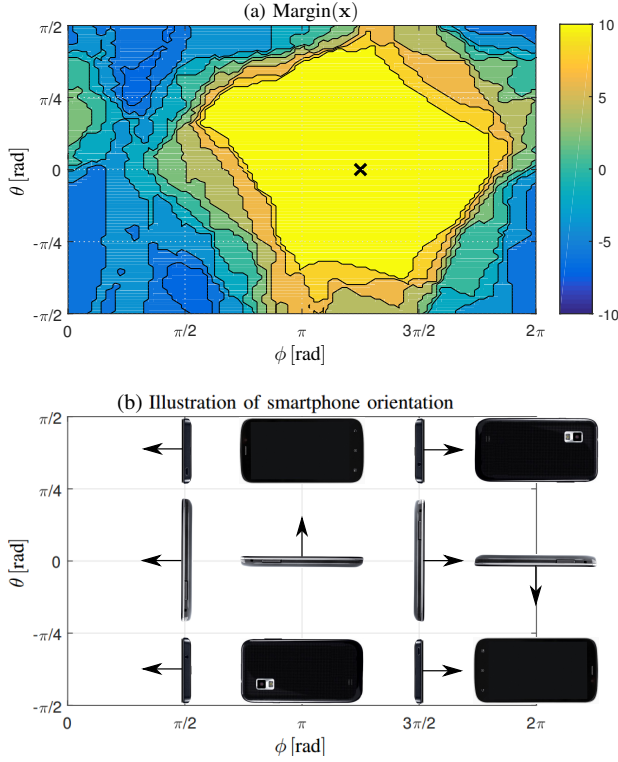 (a) Margin(x)
π/2
π/4
0
-π/4
-π/2
θ [rad]
0
π/2
π
3π/2
2π
ϕ [rad]
10
5
0
-5
-10
(b) Illustration of smartphone orientation
π/2
π/4
0
-π/4
-π/2
θ [rad]
0
π/2
π
3π/2
2π
ϕ [rad]